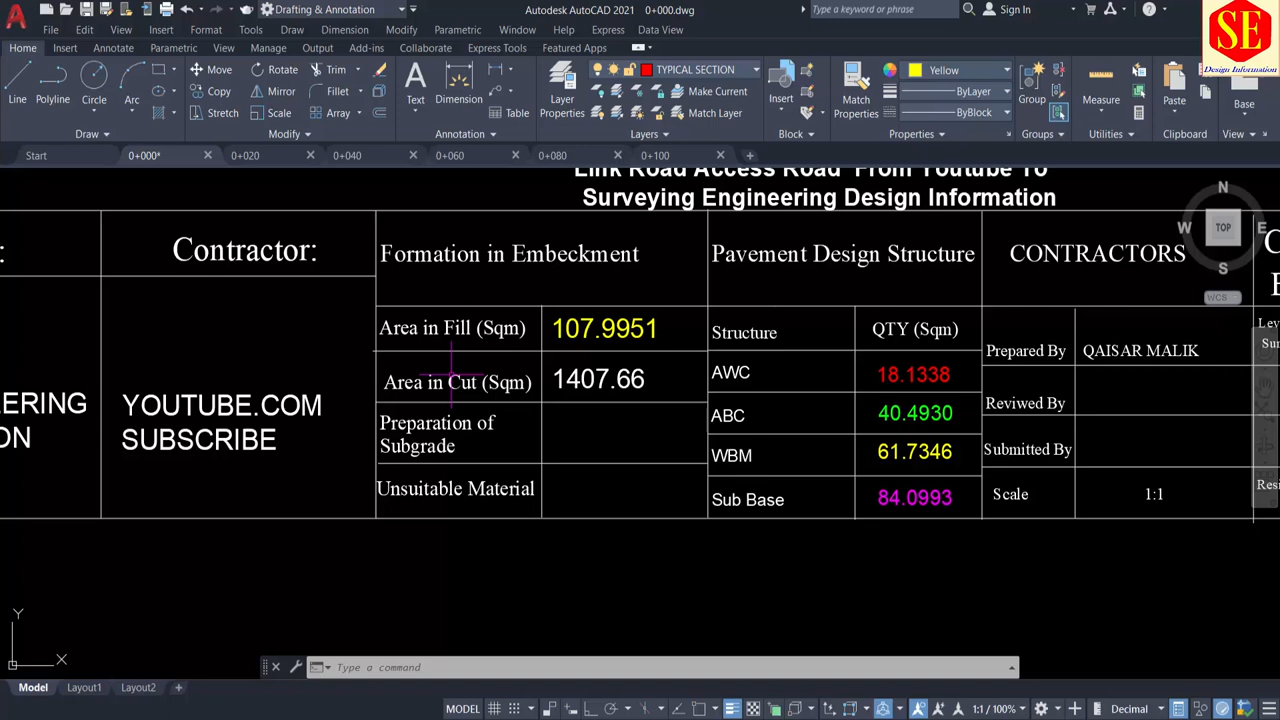 Drafting & Annotation
Autodesk AutoCAD 2021 0+000.dwg
Type a keyword or phrase
Sign In
SE
Design Information
File Edit View Insert Format Tools Draw Dimension Modify Parametric Window Help Express Data View
Home Insert Annotate Parametric View Manage Output Add-ins Collaborate Express Tools Featured Apps
Line Polyline Circle Arc
Move Rotate Trim
Copy Mirror Fillet
Stretch Scale Array
Text Dimension Table
Layer Properties
TYPICAL SECTION
Make Current
Match Layer
Insert
Match Properties
Yellow
ByLayer
ByBlock
Group
Measure
Paste
Base
Draw Modify Annotation Layers Block Properties Groups Utilities Clipboard View
Start 0+000* 0+020 0+040 0+060 0+080 0+100
Link Road Access Road From Youtube To
Surveying Engineering Design Information
N
W TOP E
S
WCS
Contractor:
YOUTUBE.COM
SUBSCRIBE
Formation in Embeckment
Area in Fill (Sqm) 107.9951
Area in Cut (Sqm) 1407.66
Preparation of
Subgrade
Unsuitable Material
Pavement Design Structure
Structure QTY (Sqm)
AWC 18.1338
ABC 40.4930
WBM 61.7346
Sub Base 84.0993
CONTRACTORS
Prepared By QAISAR MALIK
Reviwed By
Submitted By
Scale 1:1
Y
X
Type a command
Model Layout1 Layout2
MODEL 1:1 / 100% Decimal